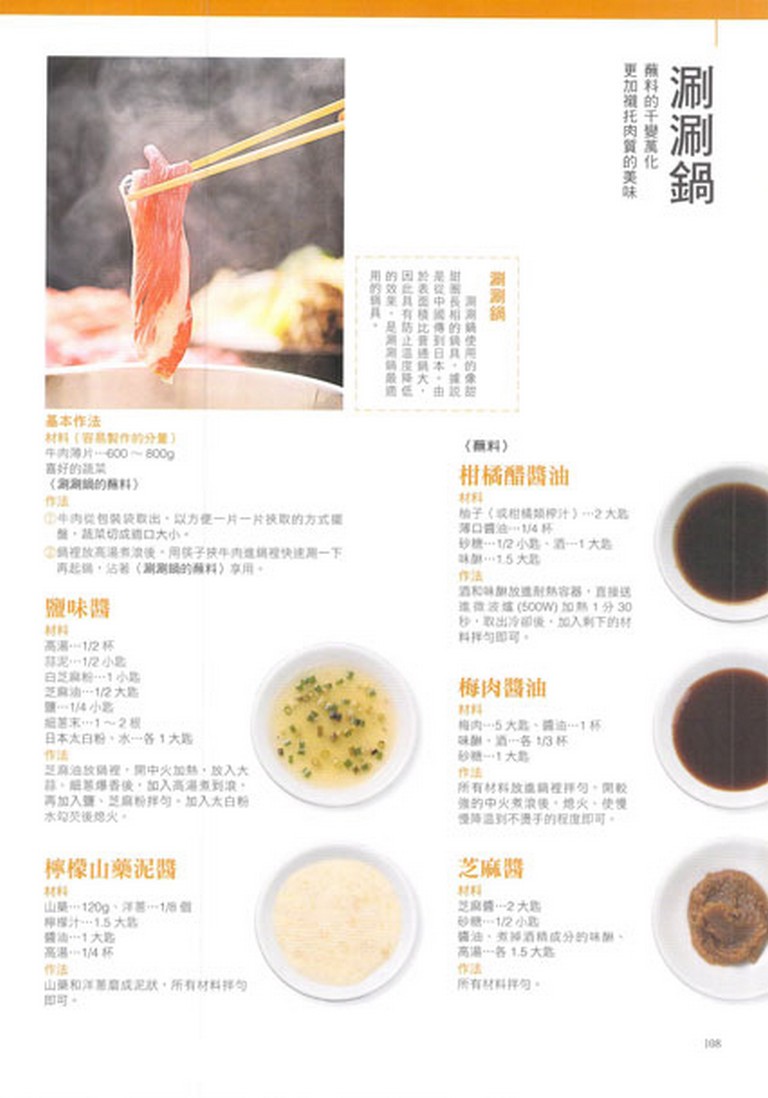 涮涮鍋
蘸料的千變萬化
更加襯托肉質的美味
涮涮鍋
涮涮鍋使用的像甜
甜圈長相的鍋具，據說
是從中國傳到日本。由
於表面積比普通鍋大，
因此具有防止溫度降低
的效果，是涮涮鍋最適
用的鍋具。
基本作法
材料（容易製作的分量）
牛肉薄片…600～800g
喜好的蔬菜
〈涮涮鍋的蘸料〉
作法
①牛肉從包裝袋取出，以方便一片一片挾取的方式擺
盤，蔬菜切成適口大小。
②鍋裡放高湯煮滾後，用筷子挾牛肉進鍋裡快速涮一下
再起鍋，沾著〈涮涮鍋的蘸料〉享用。
鹽味醬
材料
高湯…1/2 杯
蒜泥…1/2 小匙
白芝麻粉…1 小匙
芝麻油…1/2 大匙
鹽…1/4 小匙
細蔥末…1～2 根
日本太白粉、水…各 1 大匙
作法
芝麻油放鍋裡，開中火加熱，放入大
蒜、細蔥爆香後，加入高湯煮到滾，
再加入鹽、芝麻粉拌勻。加入太白粉
水勾芡後熄火。
檸檬山藥泥醬
材料
山藥…120g、洋蔥…1/8 個
檸檬汁…1.5 大匙
醬油…1 大匙
高湯…1/4 杯
作法
山藥和洋蔥磨成泥狀，所有材料拌勻
即可。
〈蘸料〉
柑橘醋醬油
材料
柚子（或柑橘類榨汁）…2 大匙
薄口醬油…1/4 杯
砂糖…1/2 小匙、酒…1 大匙
味醂…1.5 大匙
作法
酒和味醂放進耐熱容器，直接送
進微波爐 (500W) 加熱 1 分 30
秒，取出冷卻後，加入剩下的材
料拌勻即可。
梅肉醬油
材料
梅肉…5 大匙、醬油…1 杯
味醂、酒…各 1/3 杯
砂糖…1 大匙
作法
所有材料放進鍋裡拌勻，開較
強的中火煮滾後，熄火，使慢
慢降溫到不燙手的程度即可。
芝麻醬
材料
芝麻醬…2 大匙
砂糖…1/2 小匙
醬油、煮掉酒精成分的味醂、
高湯…各 1.5 大匙
作法
所有材料拌勻。
108